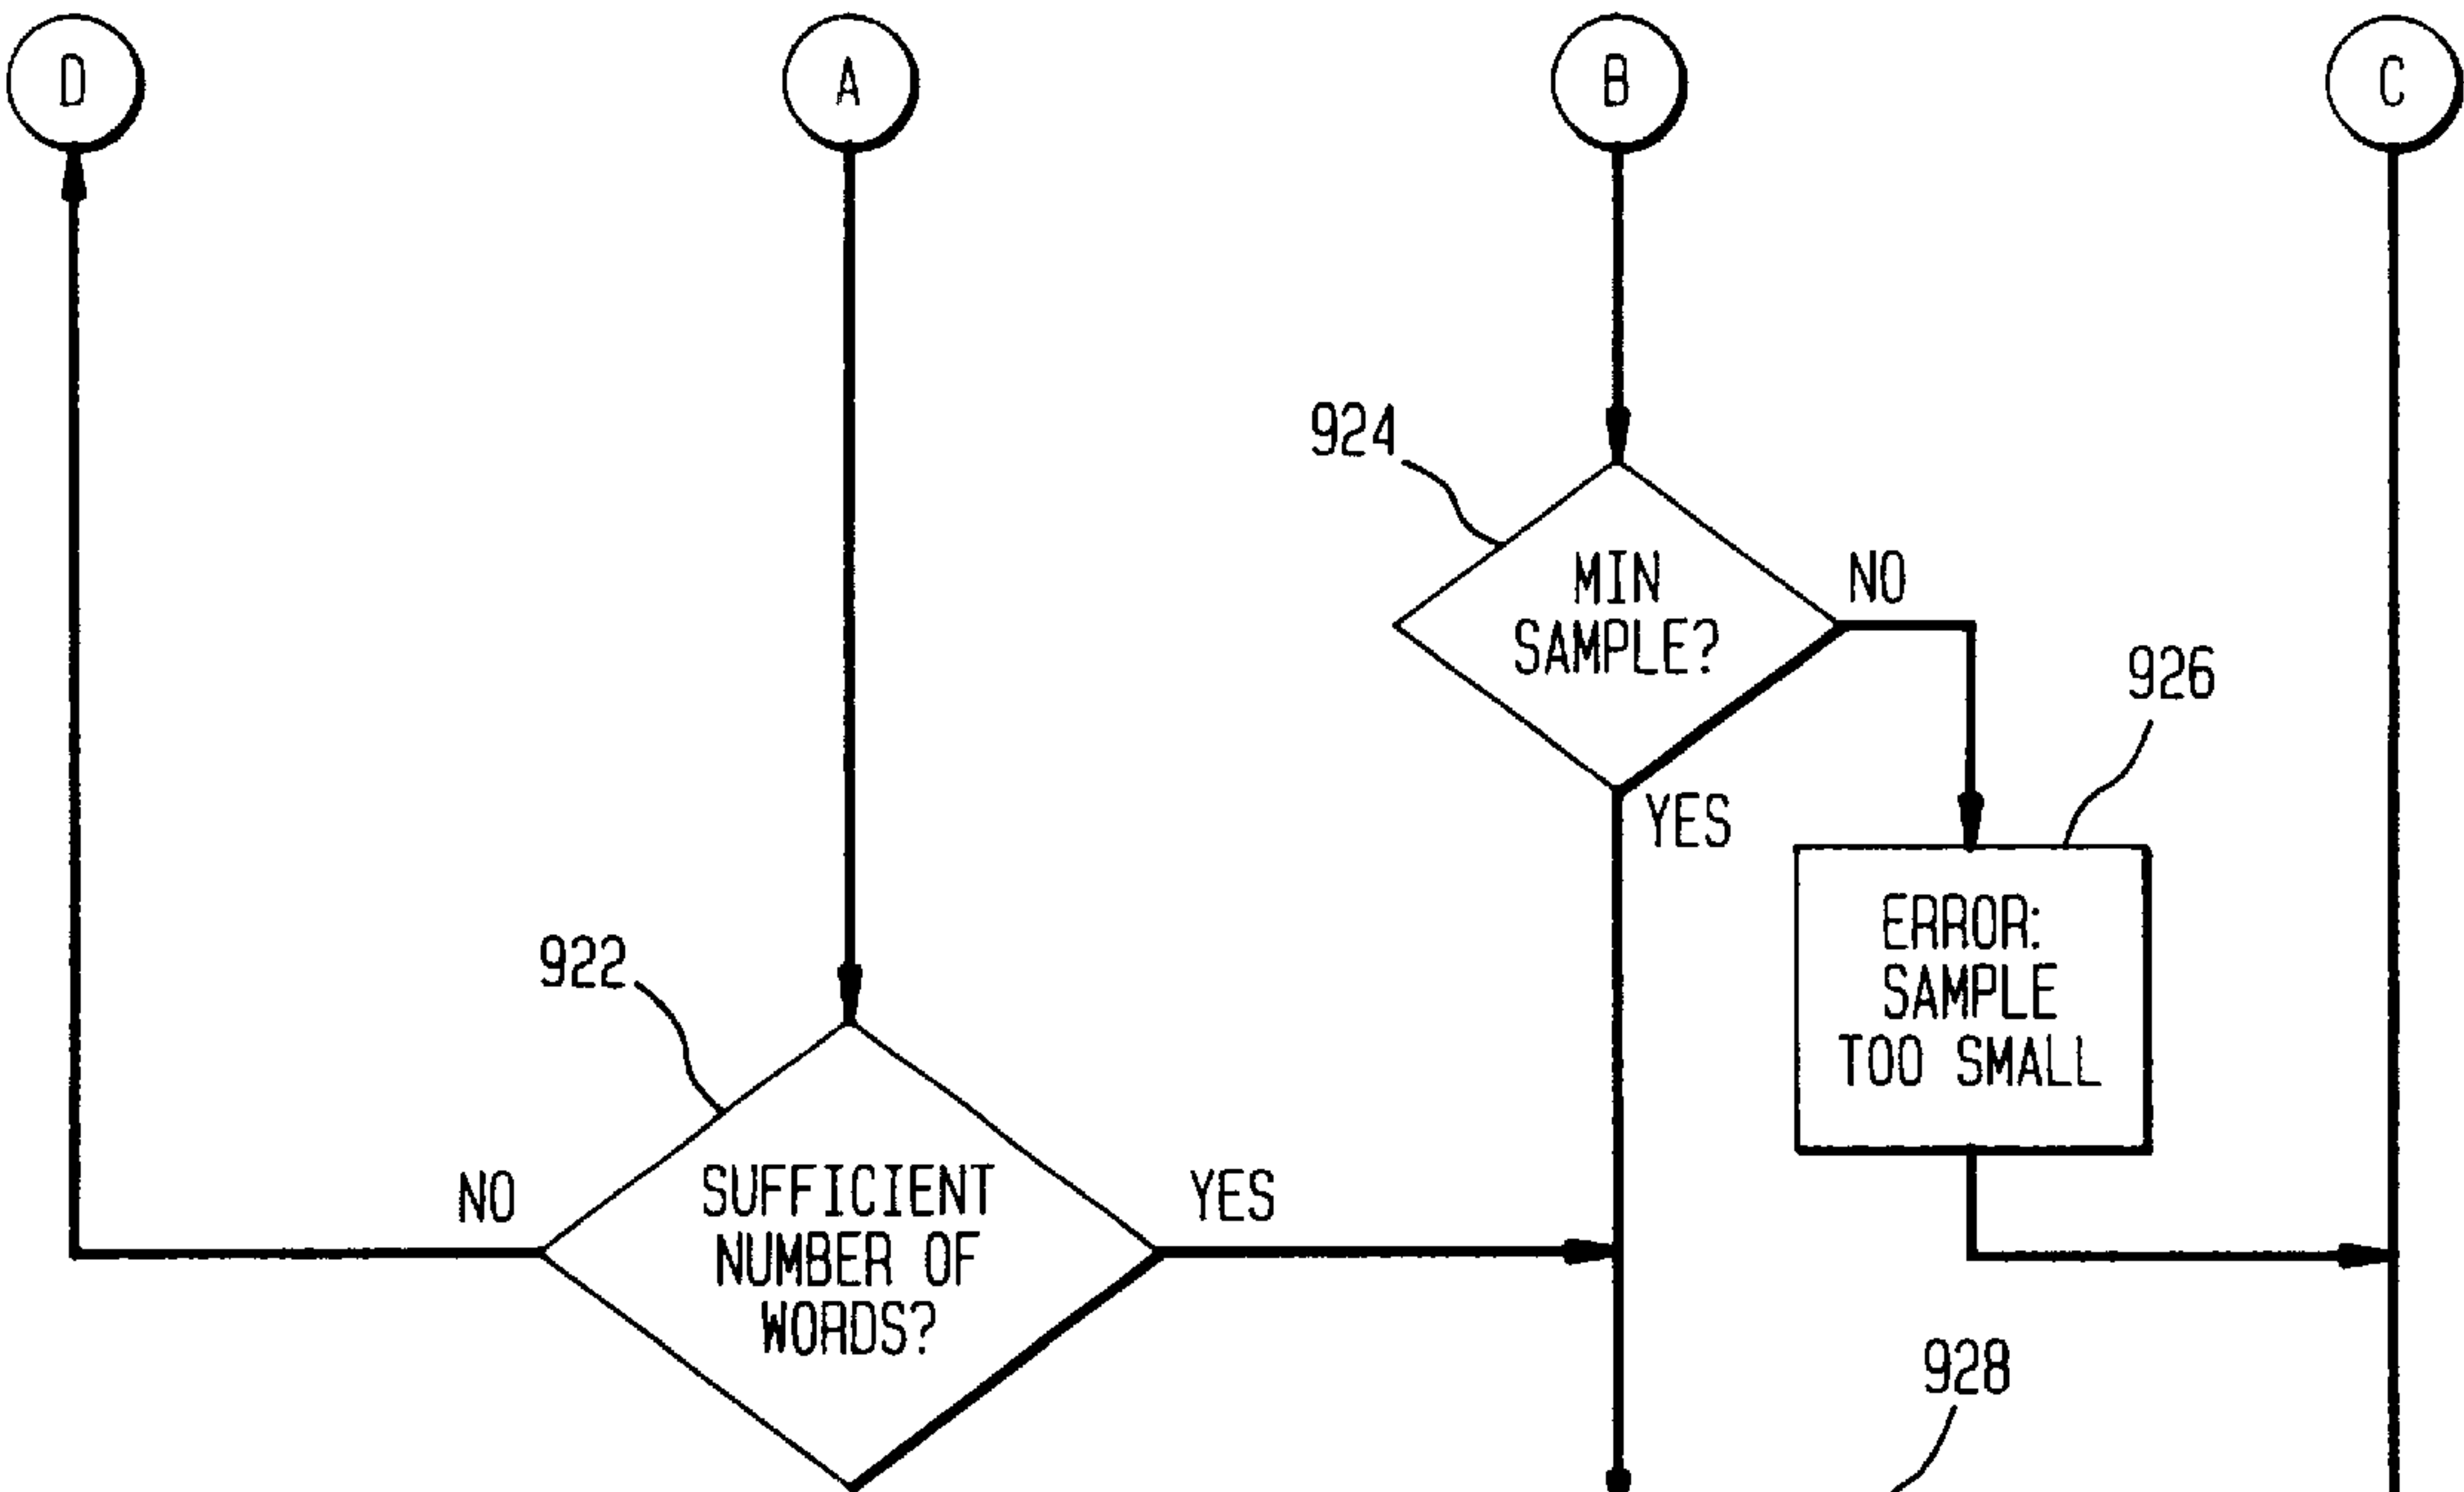 D
A
B
C
924
MIN
SAMPLE?
NO
YES
926
ERROR:
SAMPLE
TOO SMALL
922
NO
SUFFICIENT
NUMBER OF
WORDS?
YES
928